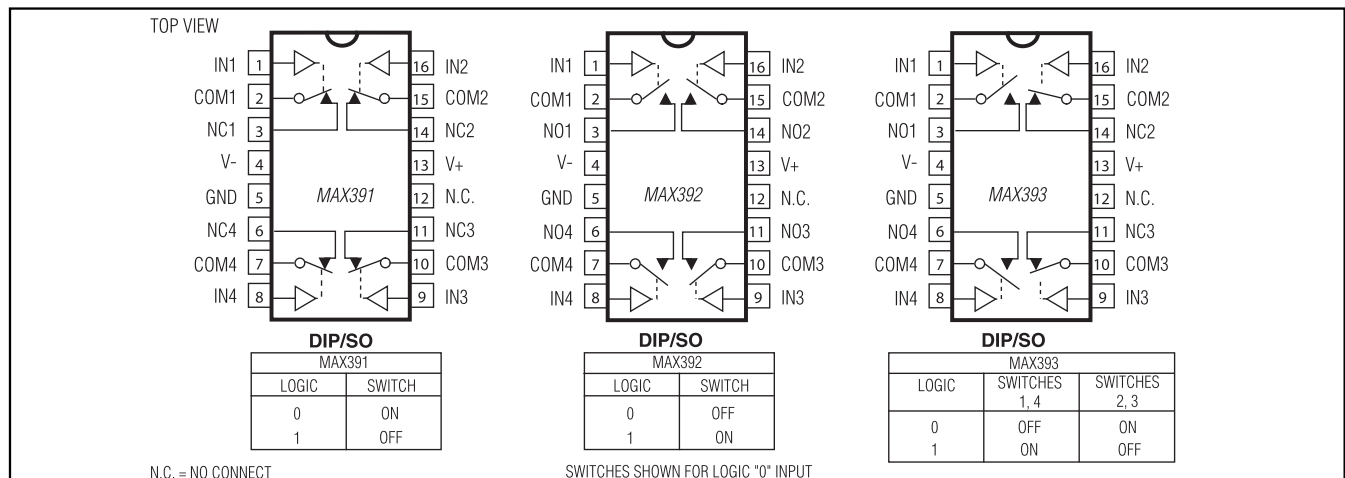 TOP VIEW
IN1 1 16 IN2
COM1 2 15 COM2
NC1 3 14 NC2
V- 4 13 V+
GND 5 MAX391 12 N.C.
NC4 6 11 NC3
COM4 7 10 COM3
IN4 8 9 IN3
DIP/SO
MAX391
LOGIC SWITCH
0 ON
1 OFF
IN1 1 16 IN2
COM1 2 15 COM2
NO1 3 14 NO2
V- 4 13 V+
GND 5 MAX392 12 N.C.
NO4 6 11 NO3
COM4 7 10 COM3
IN4 8 9 IN3
DIP/SO
MAX392
LOGIC SWITCH
0 OFF
1 ON
IN1 1 16 IN2
COM1 2 15 COM2
NO1 3 14 NC2
V- 4 13 V+
GND 5 MAX393 12 N.C.
NO4 6 11 NC3
COM4 7 10 COM3
IN4 8 9 IN3
DIP/SO
MAX393
LOGIC SWITCHES 1, 4 SWITCHES 2, 3
0 OFF ON
1 ON OFF
N.C. = NO CONNECT
SWITCHES SHOWN FOR LOGIC "0" INPUT